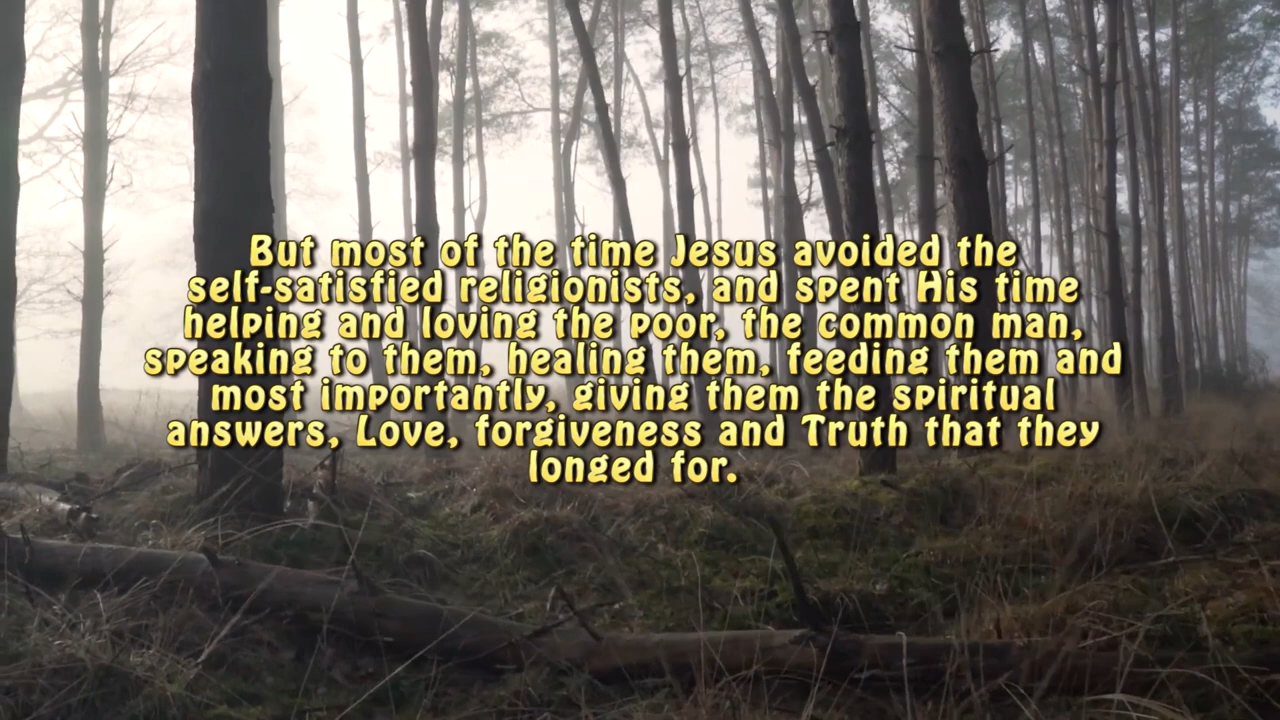 But most of the time Jesus avoided the
self-satisfied religionists, and spent His time
helping and loving the poor, the common man,
speaking to them, healing them, feeding them and
most importantly, giving them the spiritual
answers, Love, forgiveness and Truth that they
longed for.